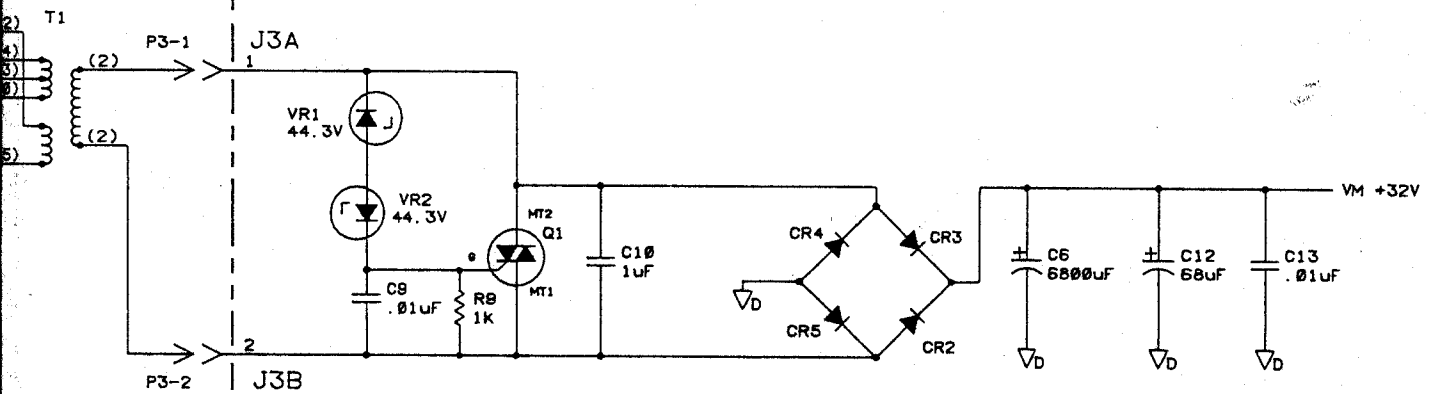 T1
2)
4)
3)
0)
5)
(2)
(2)
P3-1
J3A
1
VR1
44.3V
VR2
44.3V
MT2
Q1
G
MT1
C9
.01uF
R9
1K
C10
1uF
2
P3-2
J3B
CR4
CR3
CR5
CR2
D
VM +32V
C6
6800uF
C12
68uF
C13
.01uF
D
D
D